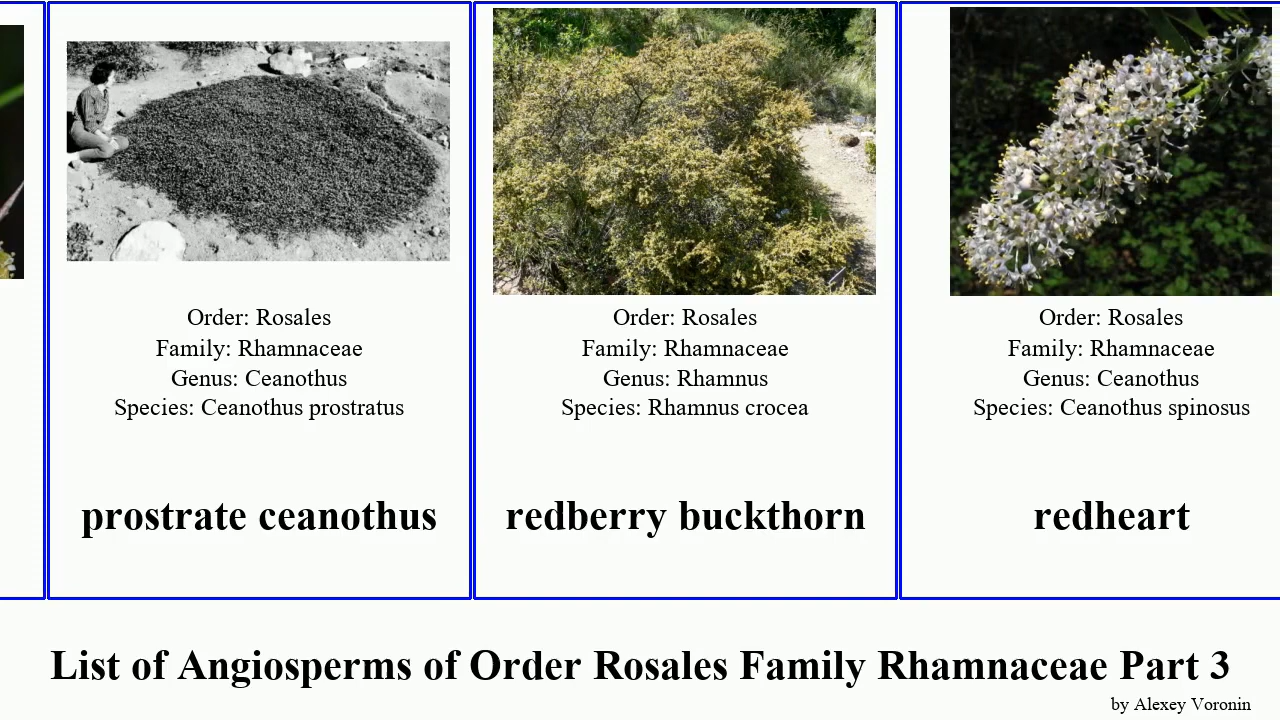 Order: Rosales
Family: Rhamnaceae
Genus: Ceanothus
Species: Ceanothus prostratus
prostrate ceanothus
Order: Rosales
Family: Rhamnaceae
Genus: Rhamnus
Species: Rhamnus crocea
redberry buckthorn
Order: Rosales
Family: Rhamnaceae
Genus: Ceanothus
Species: Ceanothus spinosus
redheart
List of Angiosperms of Order Rosales Family Rhamnaceae Part 3
by Alexey Voronin